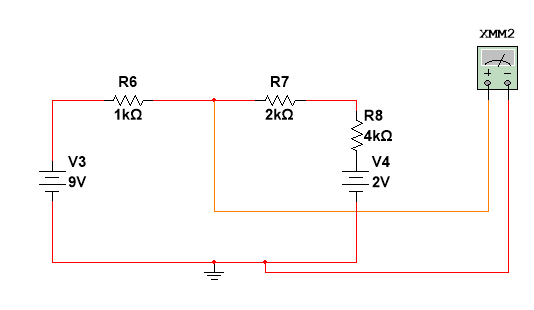 XMM2
R6
1kΩ
R7
2kΩ
R8
4kΩ
V3
9V
V4
2V
+ −